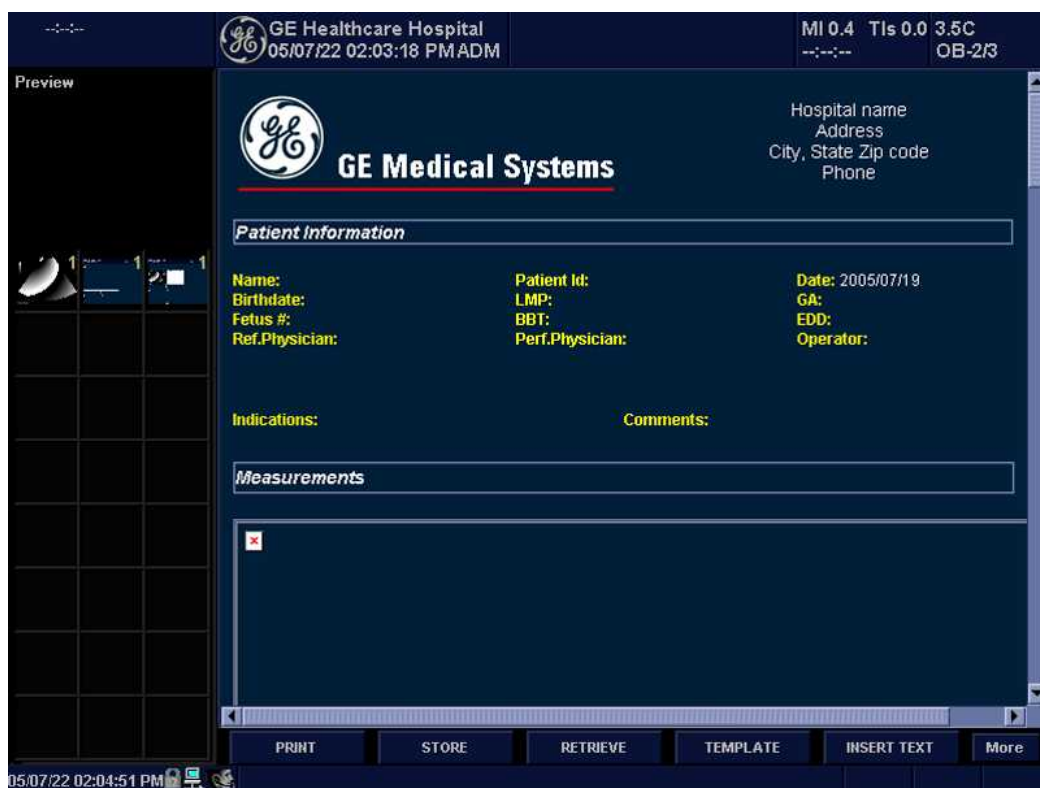 --:--:--
GE Healthcare Hospital
05/07/22 02:03:18 PM ADM
MI 0.4 TIs 0.0 3.5C
--:--:-- OB-2/3
Preview
GE Medical Systems
Hospital name
Address
City, State Zip code
Phone
Patient Information
1 1 1
Name: Patient Id: Date: 2005/07/19
Birthdate: LMP: GA:
Fetus #: BBT: EDD:
Ref.Physician: Perf.Physician: Operator:
Indications: Comments:
Measurements
PRINT STORE RETRIEVE TEMPLATE INSERT TEXT More
05/07/22 02:04:51 PM